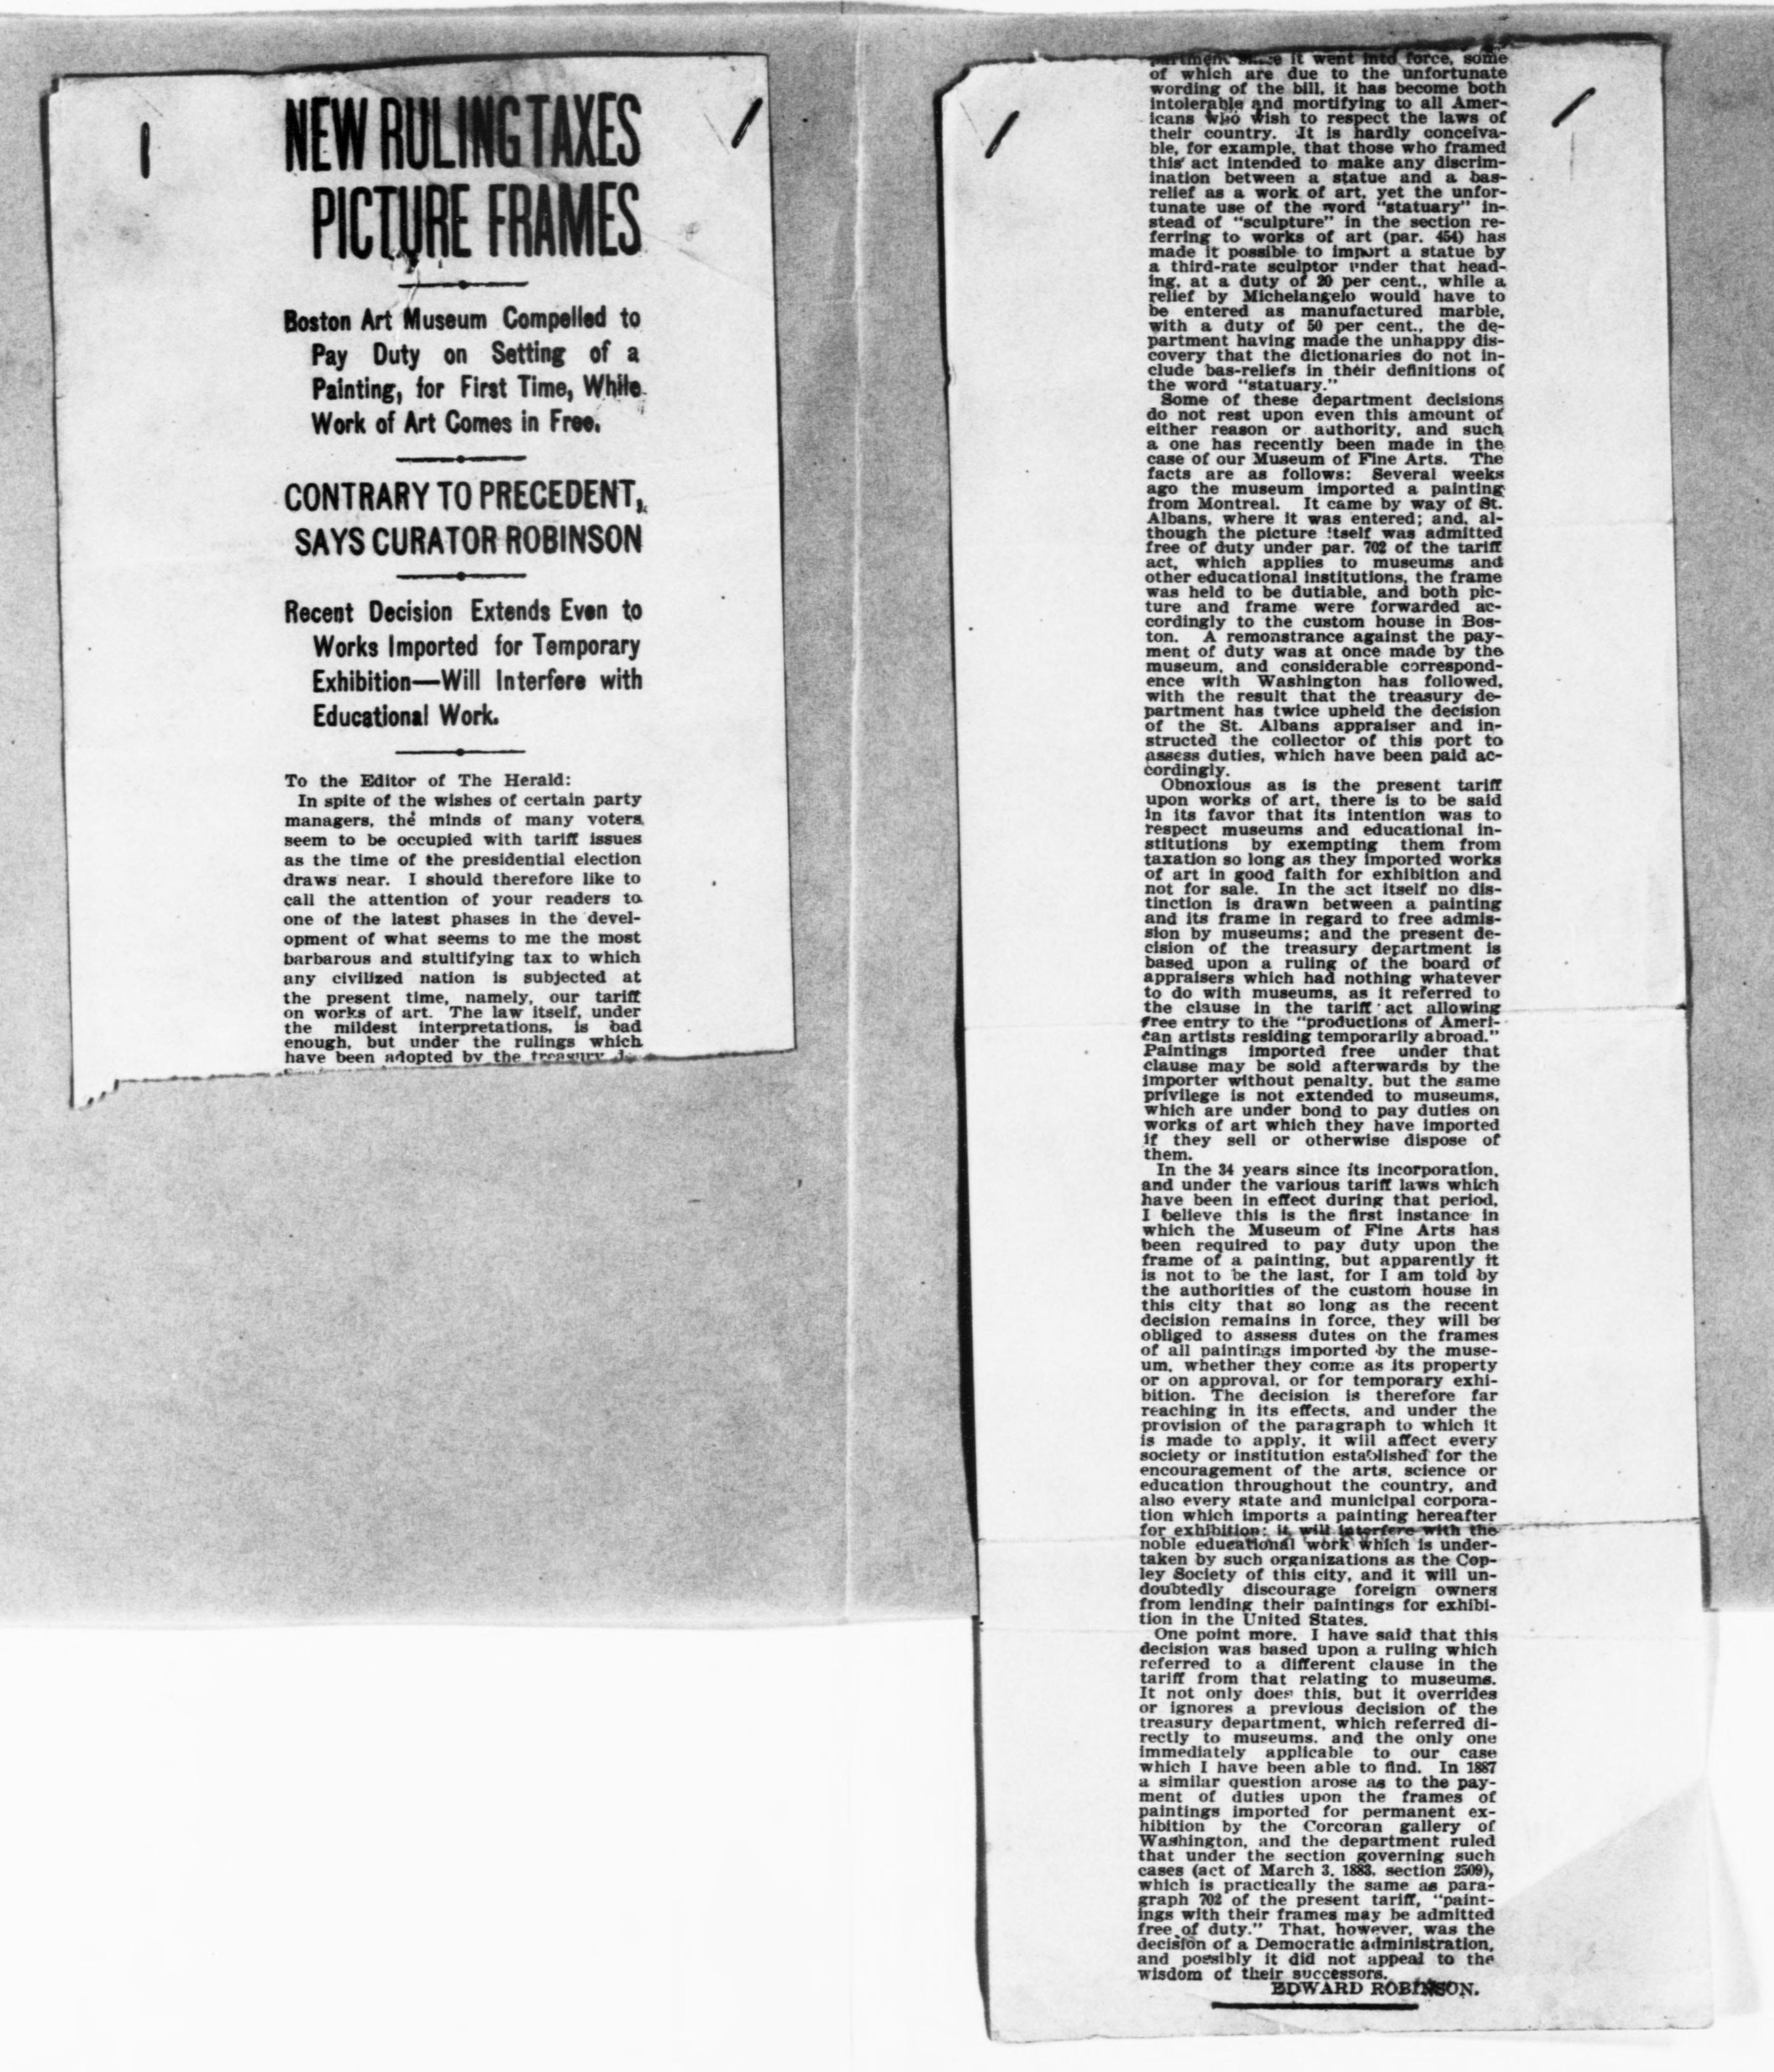 NEW RULING TAXES
PICTURE FRAMES
Boston Art Museum Compelled to
Pay Duty on Setting of a
Painting, for First Time, While
Work of Art Comes in Free.
CONTRARY TO PRECEDENT,
SAYS CURATOR ROBINSON
Recent Decision Extends Even to
Works Imported for Temporary
Exhibition—Will Interfere with
Educational Work.
To the Editor of The Herald:
In spite of the wishes of certain party
managers, the minds of many voters
seem to be occupied with tariff issues
as the time of the presidential election
draws near. I should therefore like to
call the attention of your readers to
one of the latest phases in the devel-
opment of what seems to me the most
barbarous and stultifying tax to which
any civilized nation is subjected at
the present time, namely, our tariff
on works of art. The law itself, under
the mildest interpretations, is bad
enough, but under the rulings which
have been adopted by the treasury
partment since it went into force, some
of which are due to the unfortunate
wording of the bill, it has become both
intolerable and mortifying to all Amer-
icans who wish to respect the laws of
their country. It is hardly conceiva-
ble, for example, that those who framed
this act intended to make any discrim-
ination between a statue and a bas-
relief as a work of art, yet the unfor-
tunate use of the word "statuary" in-
stead of "sculpture" in the section re-
ferring to works of art (par. 454) has
made it possible to import a statue by
a third-rate sculptor under that head-
ing, at a duty of 20 per cent., while a
relief by Michelangelo would have to
be entered as manufactured marble,
with a duty of 50 per cent., the de-
partment having made the unhappy dis-
covery that the dictionaries do not in-
clude bas-reliefs in their definitions of
the word "statuary."
Some of these department decisions
do not rest upon even this amount of
either reason or authority, and such
a one has recently been made in the
case of our Museum of Fine Arts. The
facts are as follows: Several weeks
ago the museum imported a painting
from Montreal. It came by way of St.
Albans, where it was entered; and, al-
though the picture itself was admitted
free of duty under par. 702 of the tariff
act, which applies to museums and
other educational institutions, the frame
was held to be dutiable, and both pic-
ture and frame were forwarded ac-
cordingly to the custom house in Bos-
ton. A remonstrance against the pay-
ment of duty was at once made by the
museum, and considerable correspond-
ence with Washington has followed,
with the result that the treasury de-
partment has twice upheld the decision
of the St. Albans appraiser and in-
structed the collector of this port to
assess duties, which have been paid ac-
cordingly.
Obnoxious as is the present tariff
upon works of art, there is to be said
in its favor that its intention was to
respect museums and educational in-
stitutions by exempting them from
taxation so long as they imported works
of art in good faith for exhibition and
not for sale. In the act itself no dis-
tinction is drawn between a painting
and its frame in regard to free admis-
sion by museums; and the present de-
cision of the treasury department is
based upon a ruling of the board of
appraisers which had nothing whatever
to do with museums, as it referred to
the clause in the tariff act allowing
free entry to the "productions of Ameri-
can artists residing temporarily abroad."
Paintings imported free under that
clause may be sold afterwards by the
importer without penalty, but the same
privilege is not extended to museums,
which are under bond to pay duties on
works of art which they have imported
if they sell or otherwise dispose of
them.
In the 34 years since its incorporation,
and under the various tariff laws which
have been in effect during that period,
I believe this is the first instance in
which the Museum of Fine Arts has
been required to pay duty upon the
frame of a painting, but apparently it
is not to be the last, for I am told by
the authorities of the custom house in
this city that so long as the recent
decision remains in force, they will be
obliged to assess dutes on the frames
of all paintings imported by the muse-
um, whether they come as its property
or on approval, or for temporary exhi-
bition. The decision is therefore far
reaching in its effects, and under the
provision of the paragraph to which it
is made to apply, it will affect every
society or institution established for the
encouragement of the arts, science or
education throughout the country, and
also every state and municipal corpora-
tion which imports a painting hereafter
for exhibition; it will interfere with the
noble educational work which is under-
taken by such organizations as the Cop-
ley Society of this city, and it will un-
doubtedly discourage foreign owners
from lending their paintings for exhibi-
tion in the United States.
One point more. I have said that this
decision was based upon a ruling which
referred to a different clause in the
tariff from that relating to museums.
It not only does this, but it overrides
or ignores a previous decision of the
treasury department, which referred di-
rectly to museums, and the only one
immediately applicable to our case
which I have been able to find. In 1887
a similar question arose as to the pay-
ment of duties upon the frames of
paintings imported for permanent ex-
hibition by the Corcoran gallery of
Washington, and the department ruled
that under the section governing such
cases (act of March 3, 1883, section 2509),
which is practically the same as para-
graph 702 of the present tariff, "paint-
ings with their frames may be admitted
free of duty." That, however, was the
decision of a Democratic administration,
and possibly it did not appeal to the
wisdom of their successors.
EDWARD ROBINSON.